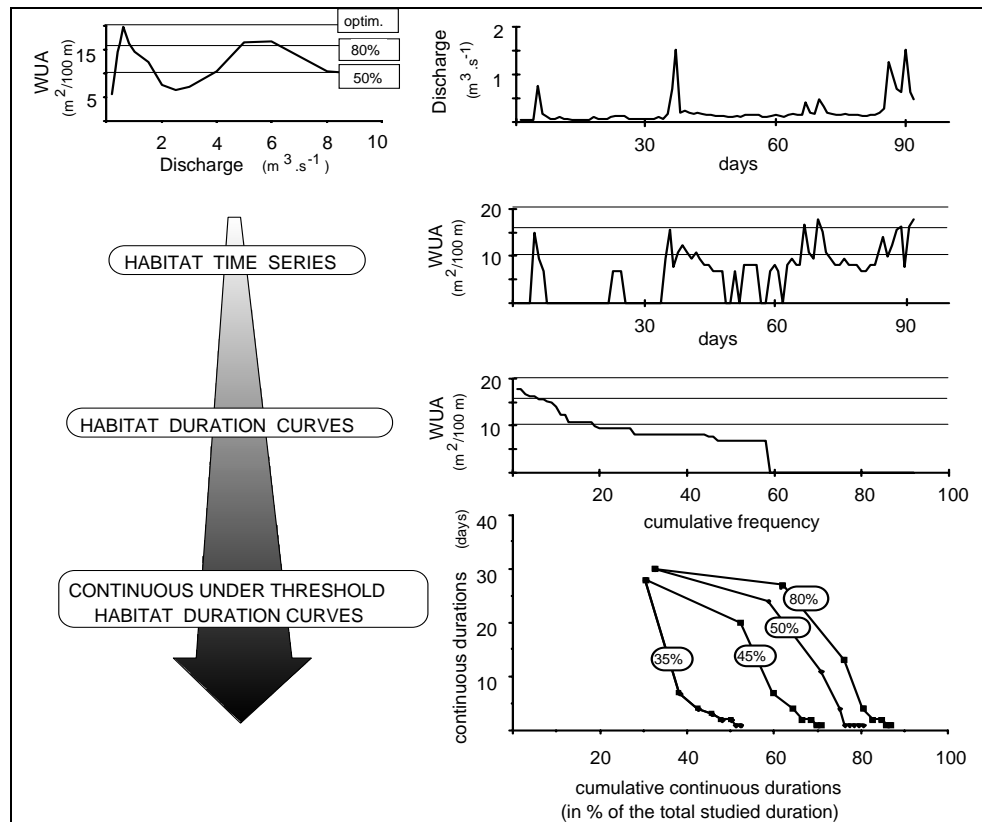 optim.
80%
50%
15
5
WUA
(m2/100 m)
0 2 4 6 8 10
Discharge (m3.s-1)
2
1
0
Discharge
(m3.s-1)
30 60 90
days
HABITAT TIME SERIES
20
10
WUA
(m2/100 m)
30 60 90
days
HABITAT DURATION CURVES
20
10
WUA
(m2/100 m)
20 40 60 80 100
cumulative frequency
CONTINUOUS UNDER THRESHOLD
HABITAT DURATION CURVES
40
30
20
10
(days)
continuous durations
80%
50%
45%
35%
20 40 60 80 100
cumulative continuous durations
(in % of the total studied duration)